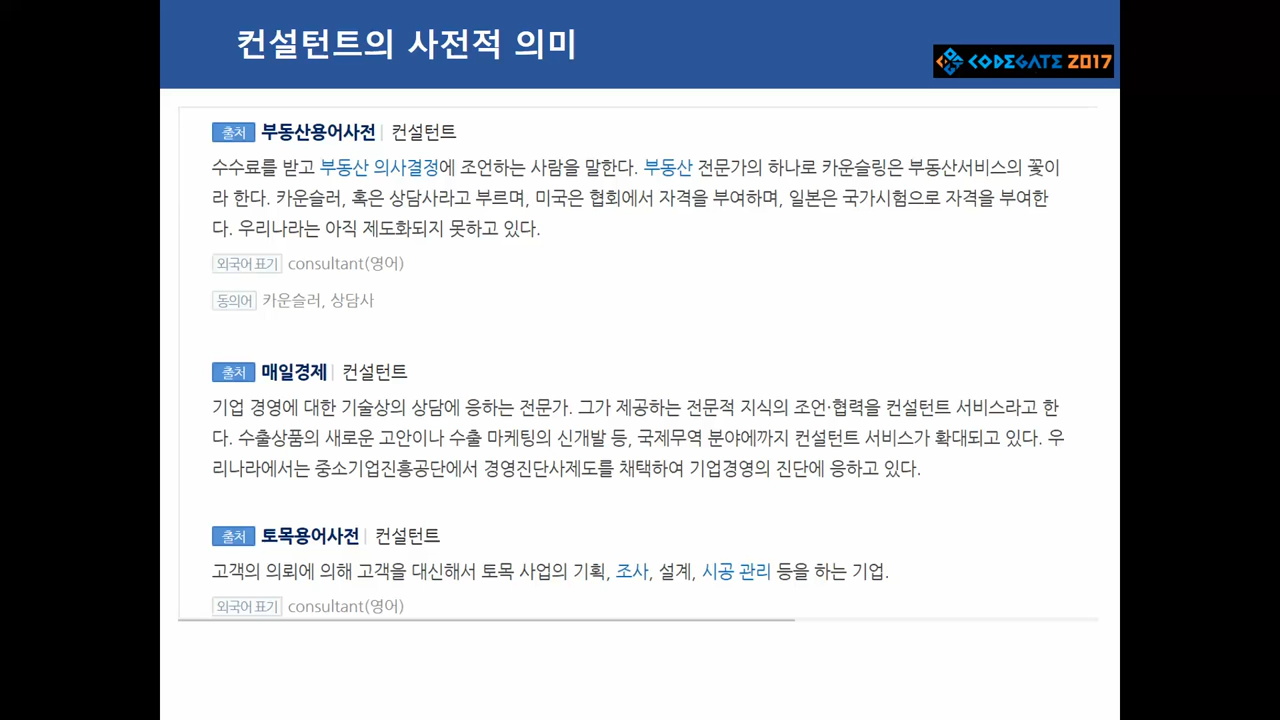 컨설턴트의 사전적 의미
CODEGATE 2017
출처 부동산용어사전 | 컨설턴트
수수료를 받고 부동산 의사결정에 조언하는 사람을 말한다. 부동산 전문가의 하나로 카운슬링은 부동산서비스의 꽃이
라 한다. 카운슬러, 혹은 상담사라고 부르며, 미국은 협회에서 자격을 부여하며, 일본은 국가시험으로 자격을 부여한
다. 우리나라는 아직 제도화되지 못하고 있다.
외국어 표기 consultant(영어)
동의어 카운슬러, 상담사
출처 매일경제 | 컨설턴트
기업 경영에 대한 기술상의 상담에 응하는 전문가. 그가 제공하는 전문적 지식의 조언·협력을 컨설턴트 서비스라고 한
다. 수출상품의 새로운 고안이나 수출 마케팅의 신개발 등, 국제무역 분야에까지 컨설턴트 서비스가 확대되고 있다. 우
리나라에서는 중소기업진흥공단에서 경영진단사제도를 채택하여 기업경영의 진단에 응하고 있다.
출처 토목용어사전 | 컨설턴트
고객의 의뢰에 의해 고객을 대신해서 토목 사업의 기획, 조사, 설계, 시공 관리 등을 하는 기업.
외국어 표기 consultant(영어)